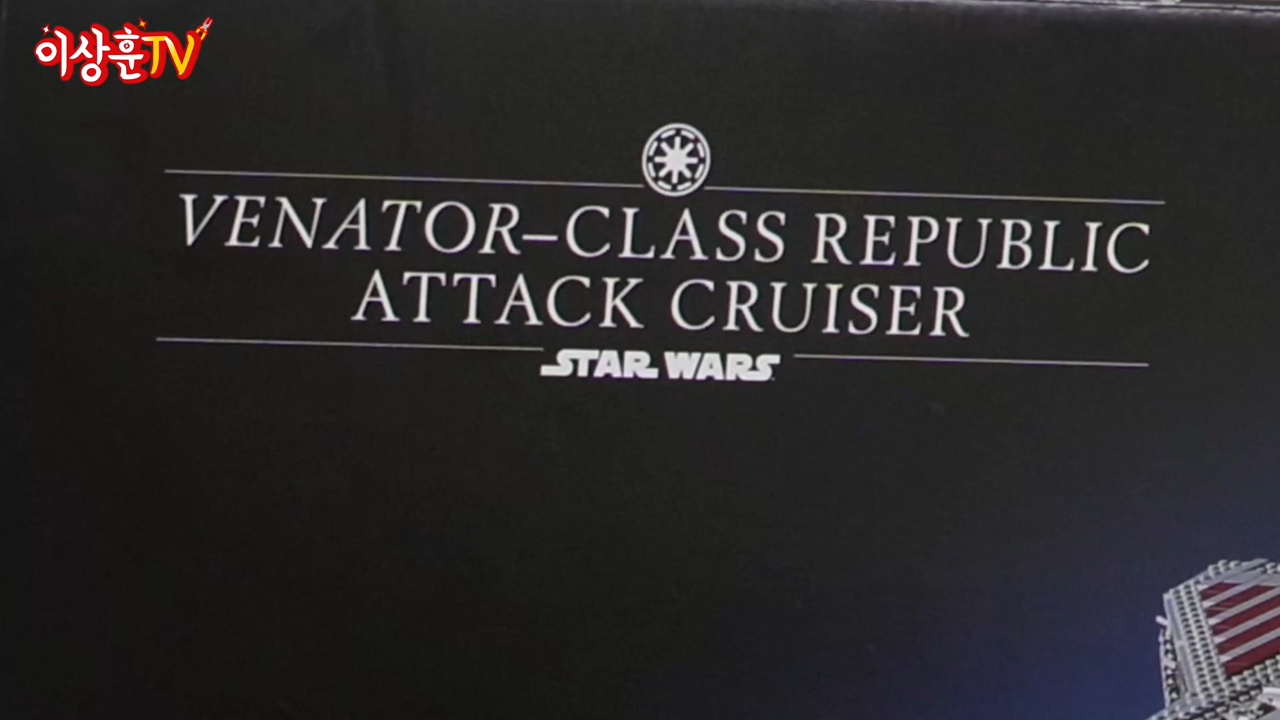 이상훈TV
VENATOR–CLASS REPUBLIC
ATTACK CRUISER
STAR WARS